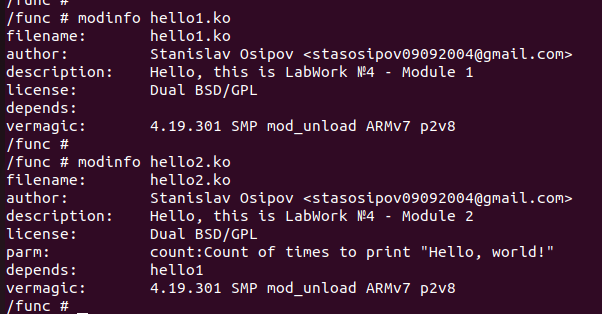 /func #
/func # modinfo hello1.ko
filename:       hello1.ko
author:         Stanislav Osipov <stasosipov09092004@gmail.com>
description:    Hello, this is LabWork №4 - Module 1
license:        Dual BSD/GPL
depends:
vermagic:       4.19.301 SMP mod_unload ARMv7 p2v8
/func #
/func # modinfo hello2.ko
filename:       hello2.ko
author:         Stanislav Osipov <stasosipov09092004@gmail.com>
description:    Hello, this is LabWork №4 - Module 2
license:        Dual BSD/GPL
parm:           count:Count of times to print "Hello, world!"
depends:        hello1
vermagic:       4.19.301 SMP mod_unload ARMv7 p2v8
/func # _